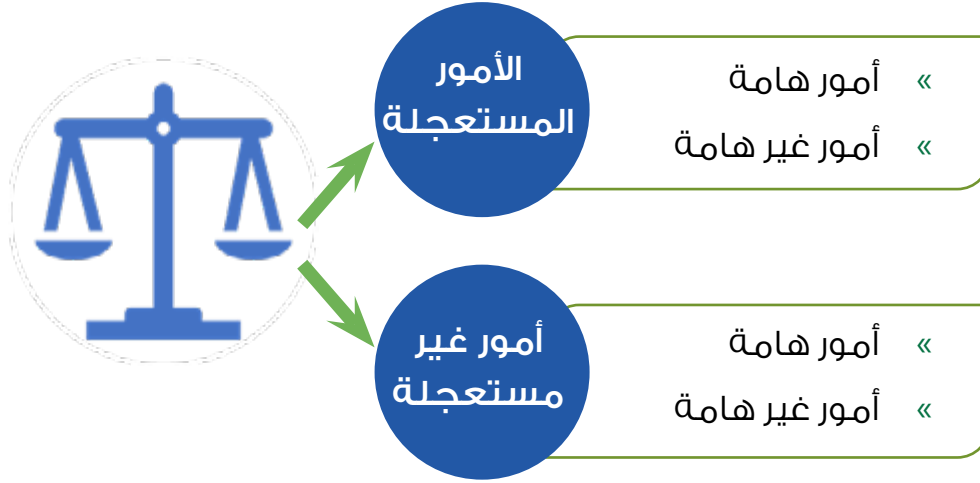 الأمور
المستعجلة
» أمور هامة
» أمور غير هامة
أمور غير
مستعجلة
» أمور هامة
» أمور غير هامة